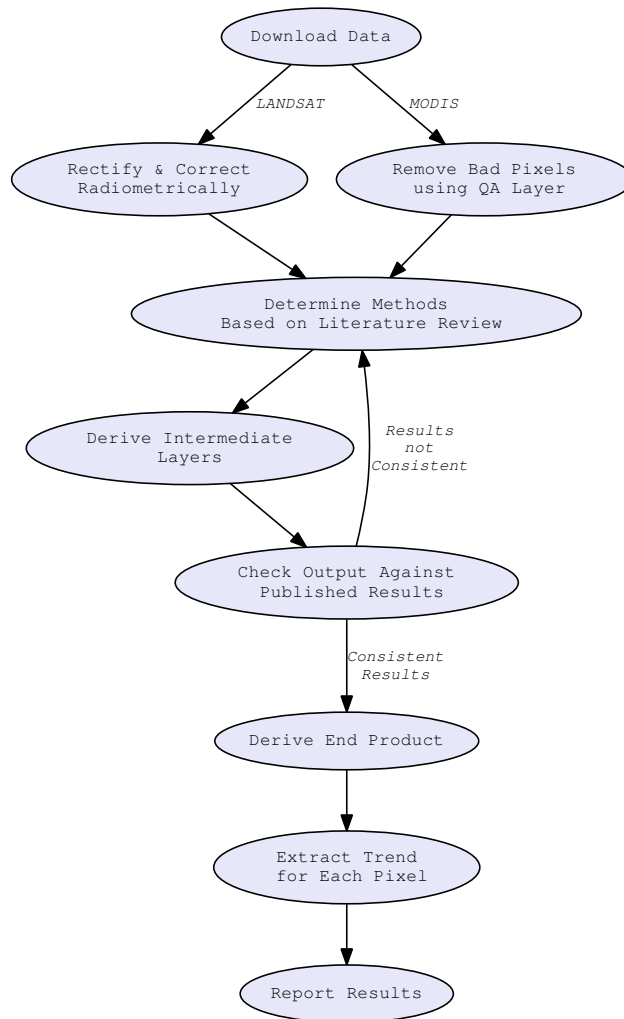 Download Data
LANDSAT
MODIS
Rectify & Correct
Radiometrically
Remove Bad Pixels
using QA Layer
Determine Methods
Based on Literature Review
Derive Intermediate
Layers
Results
not
Consistent
Check Output Against
Published Results
Consistent
Results
Derive End Product
Extract Trend
for Each Pixel
Report Results